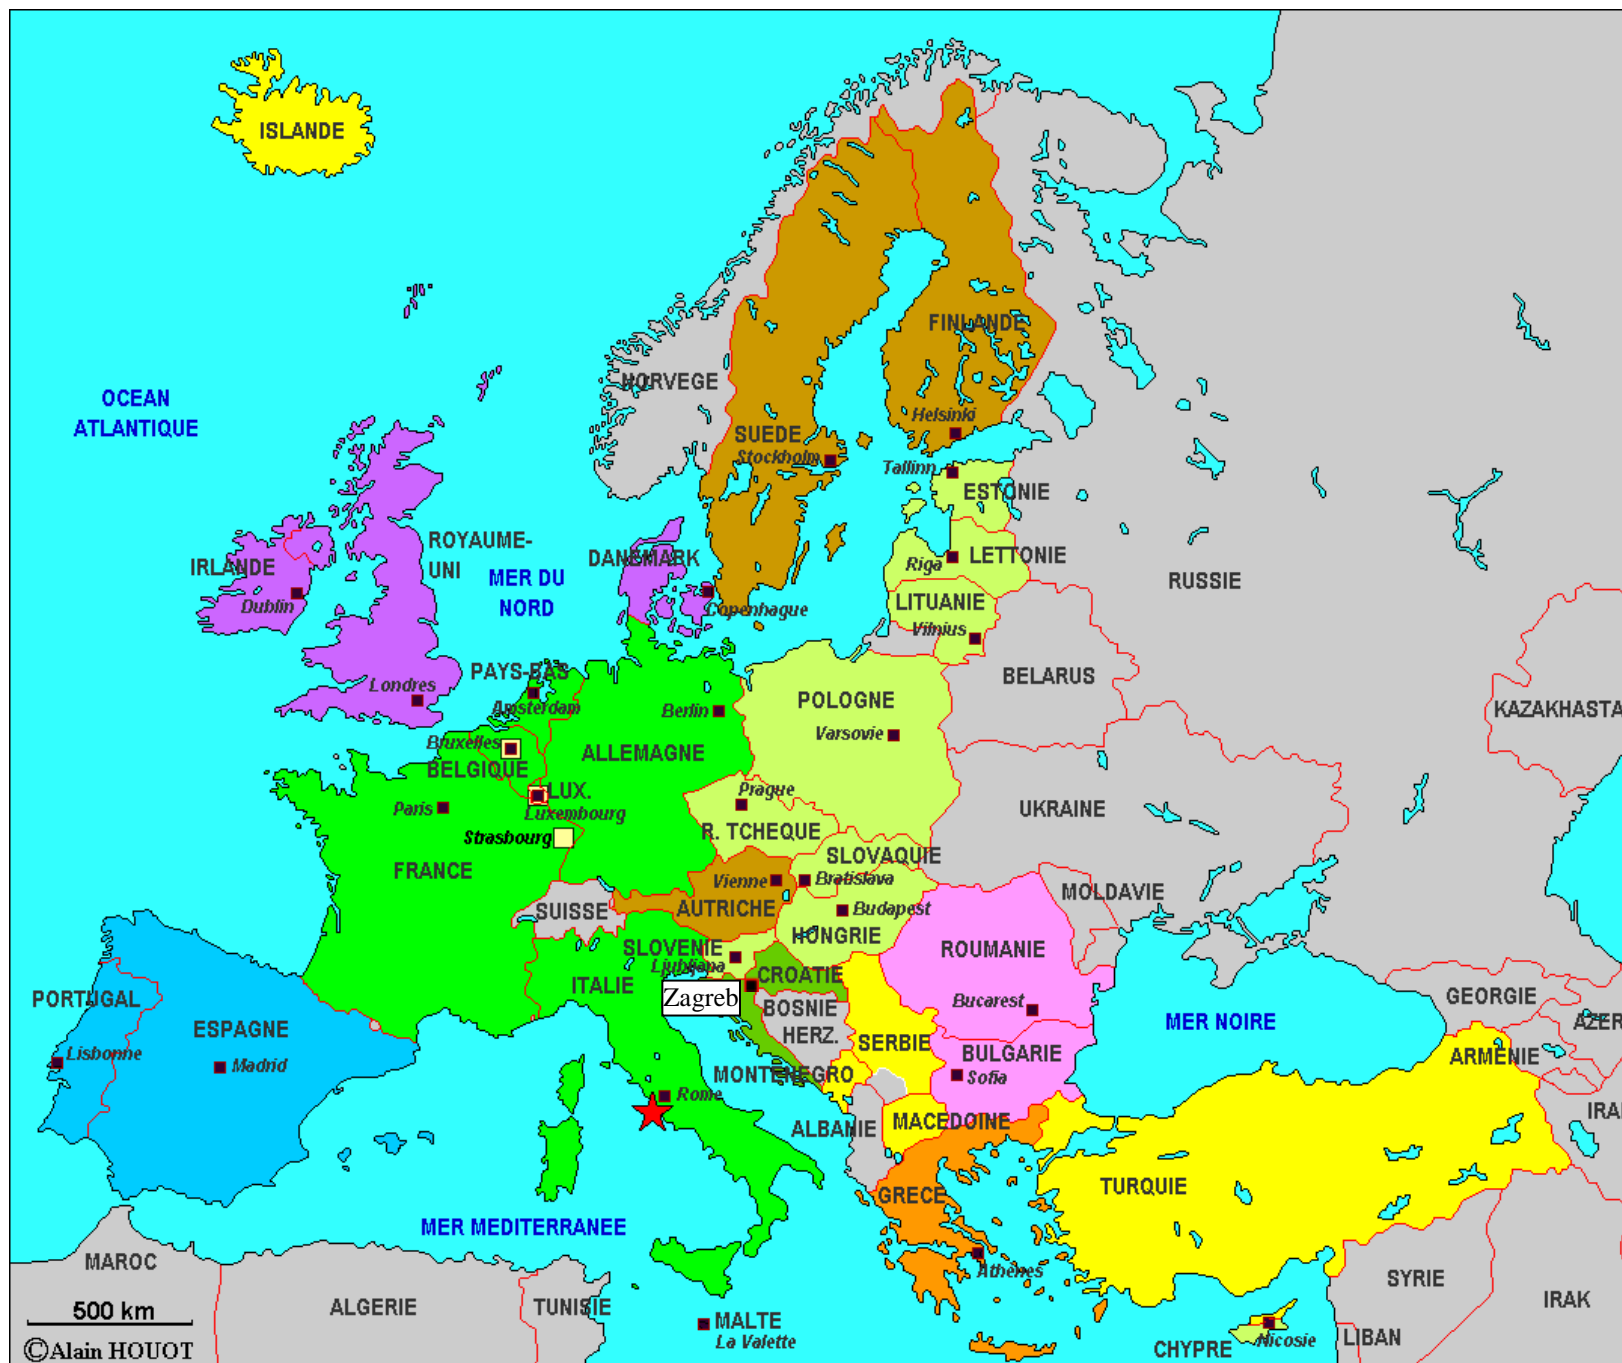 ISLANDE
OCEAN
ATLANTIQUE
NORVEGE
FINLANDE
Helsinki
SUEDE
Stockholm
Tallinn
ESTONIE
ROYAUME-
UNI
IRLANDE
Dublin
MER DU
NORD
DANEMARK
Copenhague
Riga
LETTONIE
LITUANIE
Vilnius
RUSSIE
BELARUS
KAZAKHSTA
Londres
PAYS-BAS
Amsterdam
Berlin
POLOGNE
Varsovie
Bruxelles
BELGIQUE
ALLEMAGNE
LUX.
Luxembourg
Paris
Strasbourg
Prague
R. TCHEQUE
UKRAINE
SLOVAQUIE
Bratislava
FRANCE
Vienne
AUTRICHE
SUISSE
Budapest
HONGRIE
MOLDAVIE
SLOVENIE
Ljubljana
CROATIE
ROUMANIE
Bucarest
ITALIE
Zagreb
BOSNIE
HERZ.
SERBIE
PORTUGAL
Lisbonne
ESPAGNE
Madrid
MER NOIRE
GEORGIE
AZER
ARMENIE
BULGARIE
Sofia
MONTENEGRO
Rome
ALBANIE
MACEDOINE
IRA
GRECE
Athènes
TURQUIE
MER MEDITERRANEE
MAROC
ALGERIE
TUNISIE
MALTE
La Valette
CHYPRE
Nicosie
SYRIE
LIBAN
IRAK
500 km
©Alain HOUOT